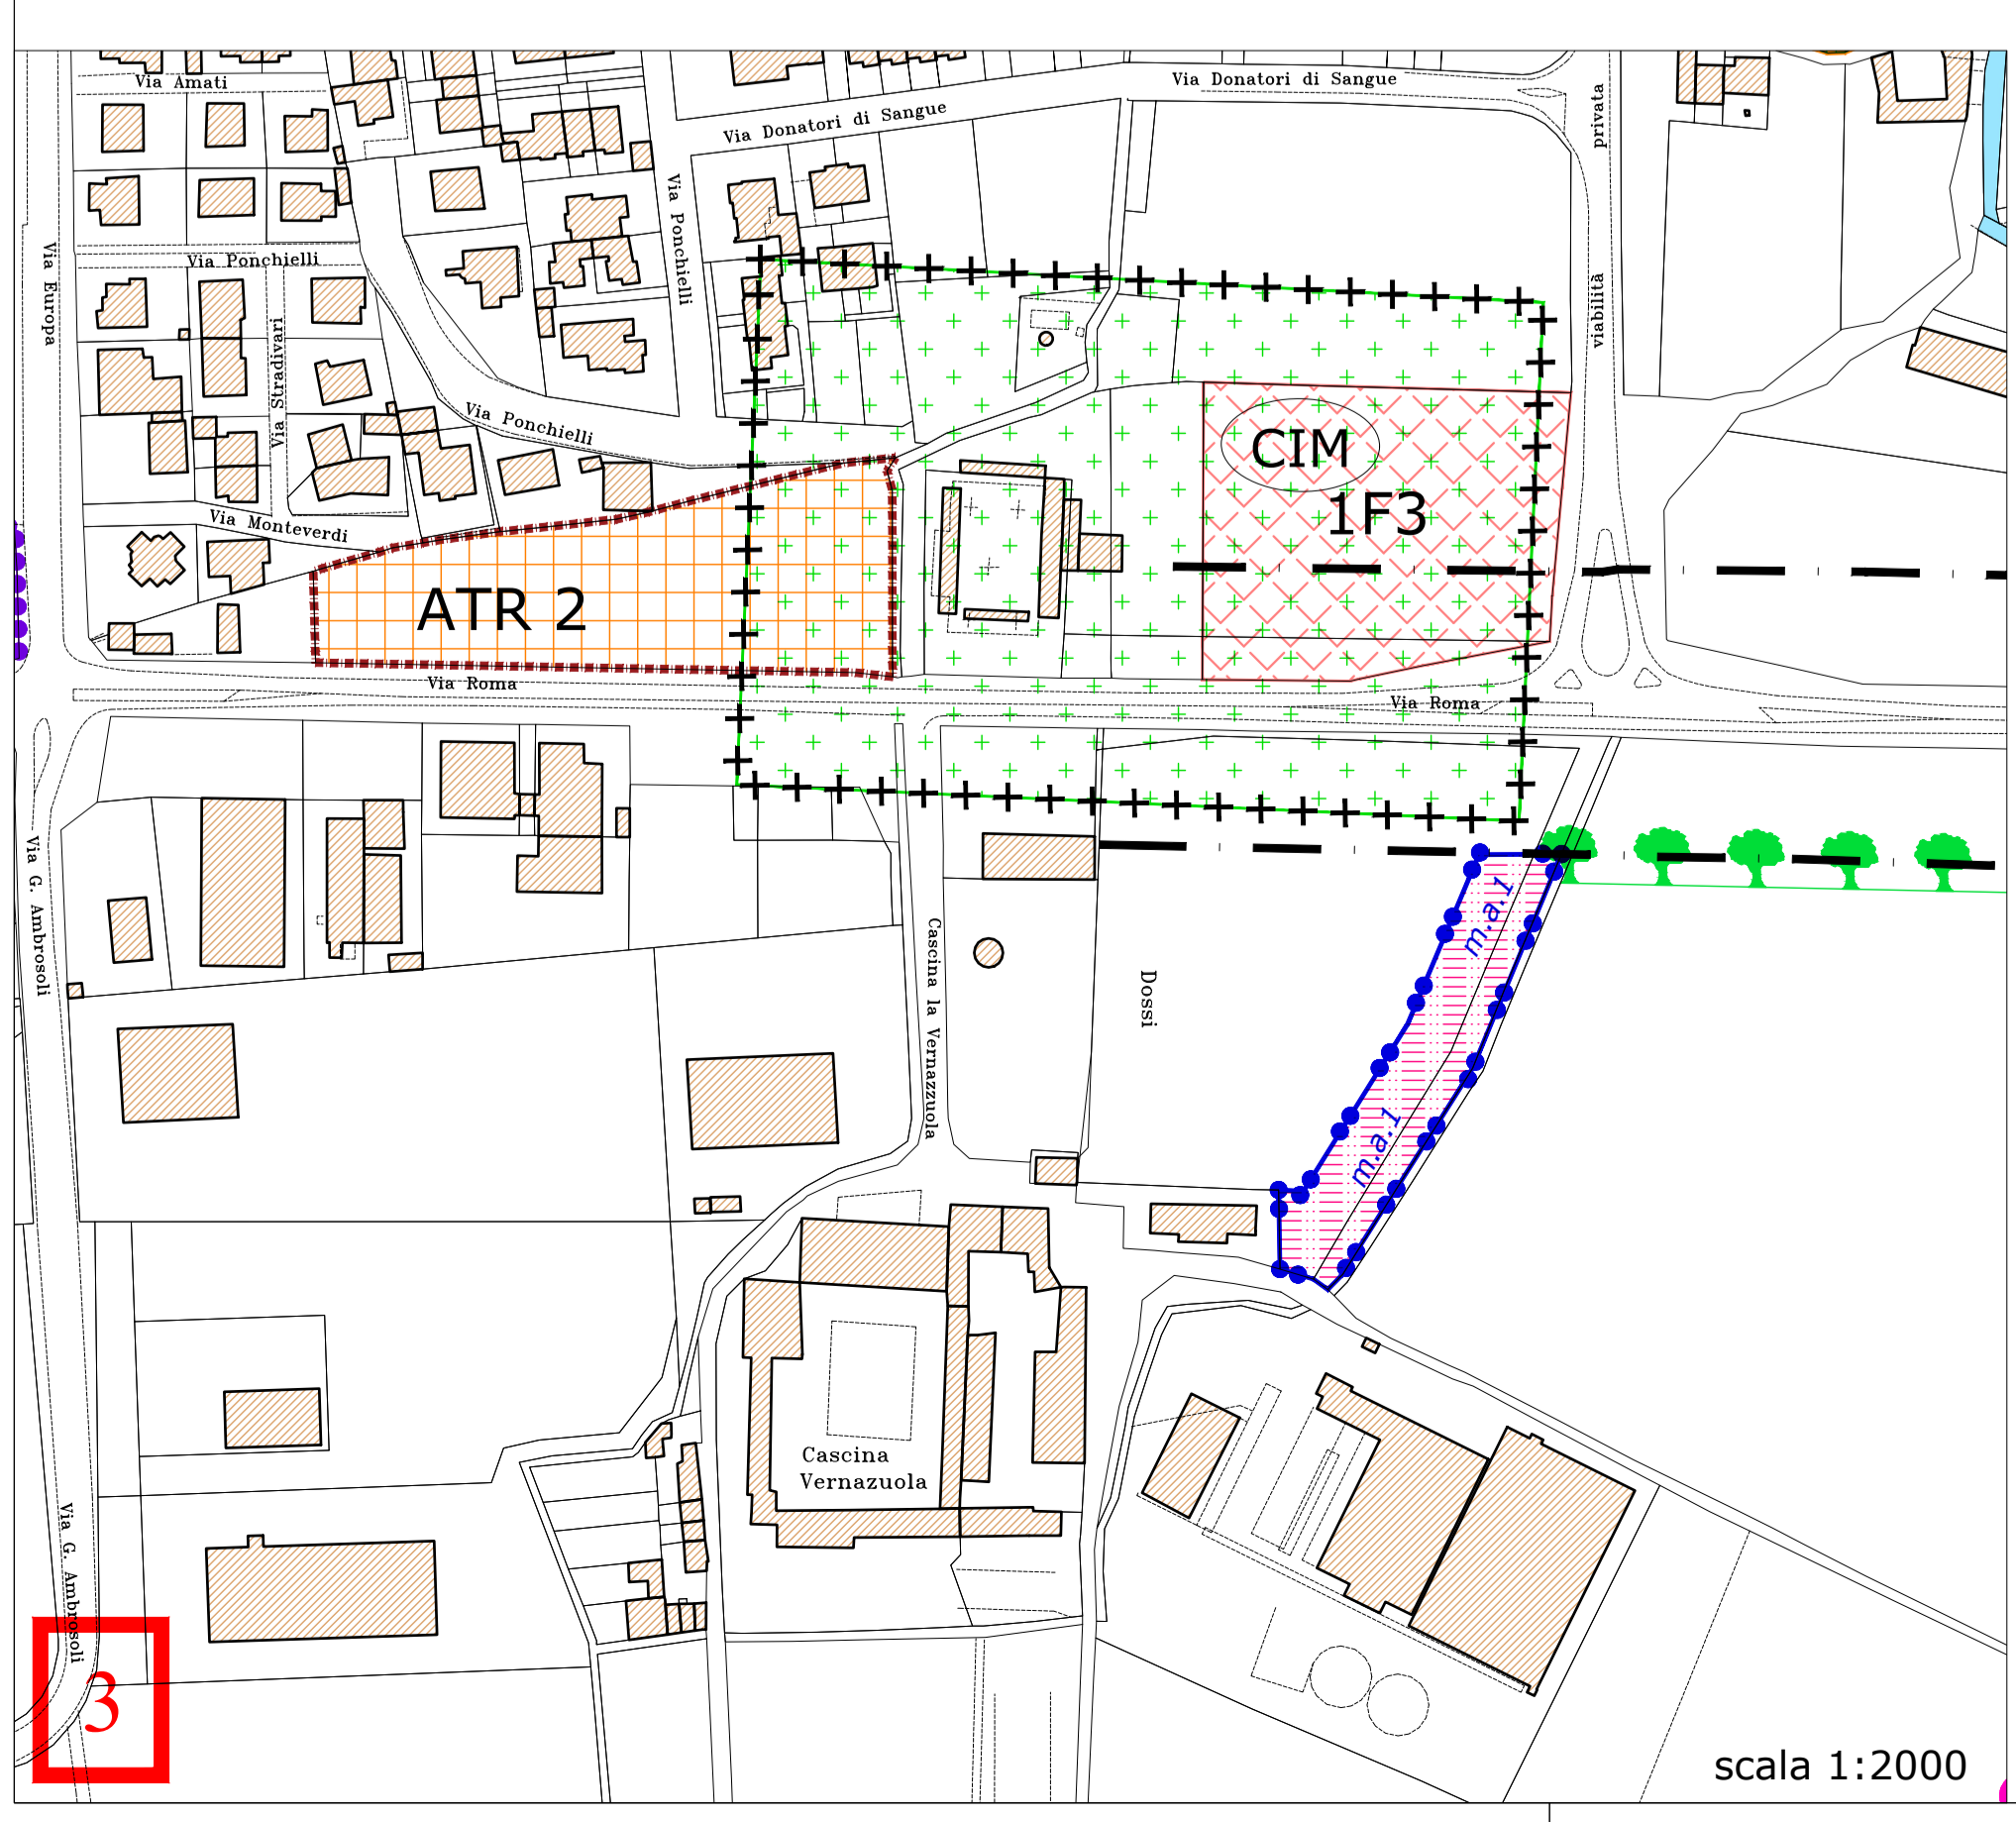 Via Amati
Via Donatori di Sangue
Via Donatori di Sangue
privata
Via Ponchielli
Via Europa
Via Ponchielli
viabilità
Via Stradivari
Via Ponchielli
CIM
1F3
Via Monteverdi
ATR 2
Via Roma
Via Roma
Via G. Ambrosoli
m.a.1
Cascina la Vernazzuola
Dossi
m.a.1
Cascina
Vernazuola
Via G. Ambrosoli
3
scala 1:2000